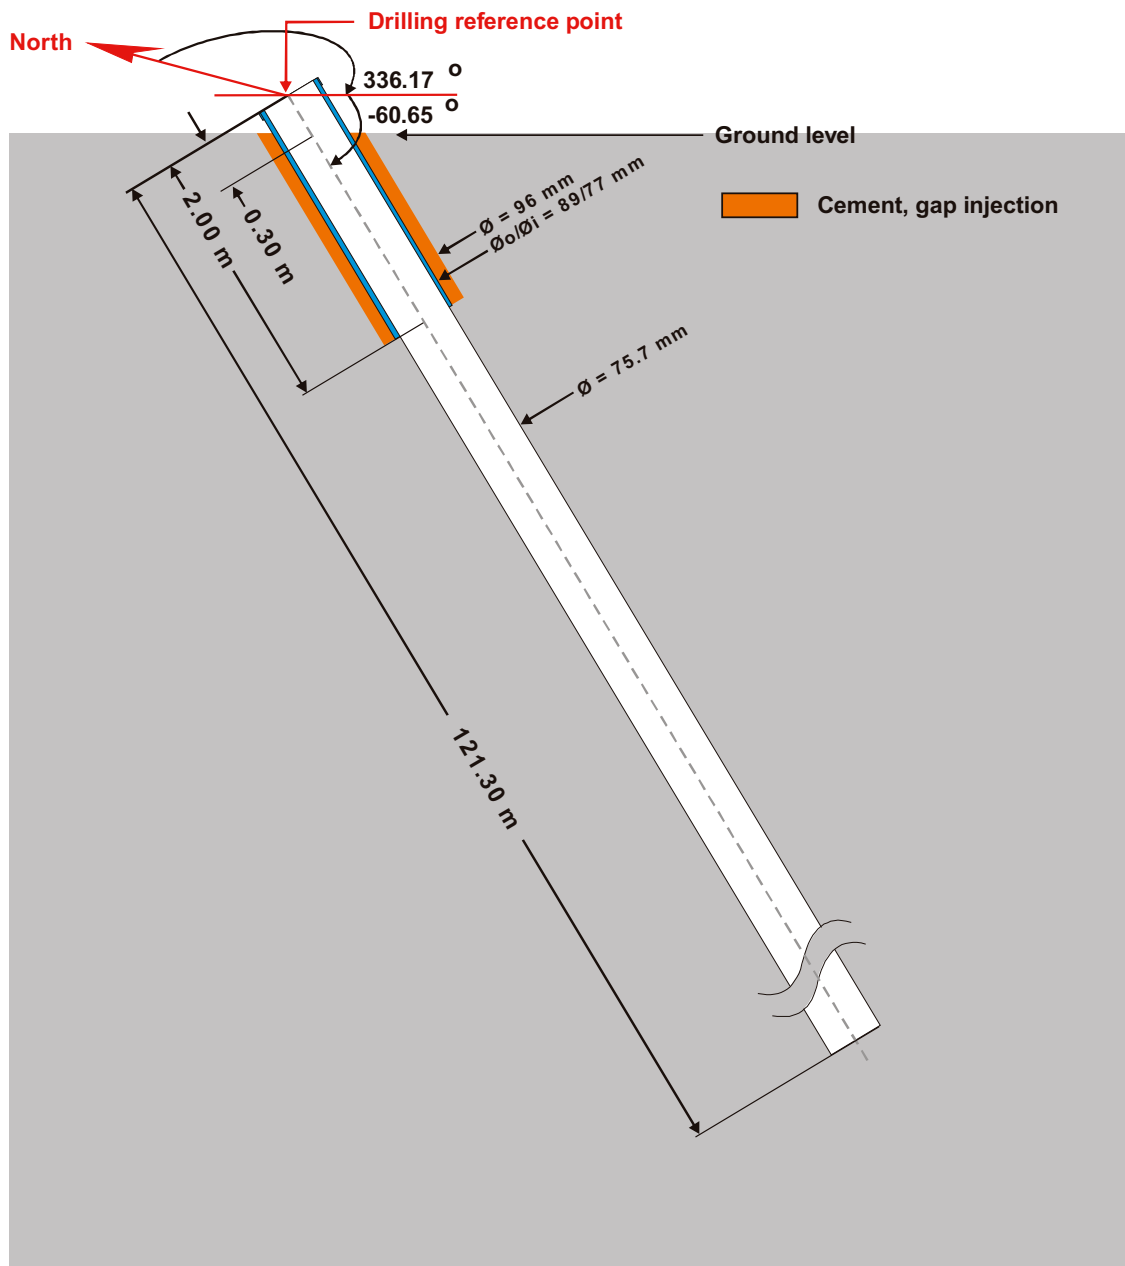 Drilling reference point
North
336.17 °
-60.65 °
Ground level
Ø = 96 mm
Øo/Øi = 89/77 mm
Cement, gap injection
2.00 m
0.30 m
Ø = 75.7 mm
121.30 m